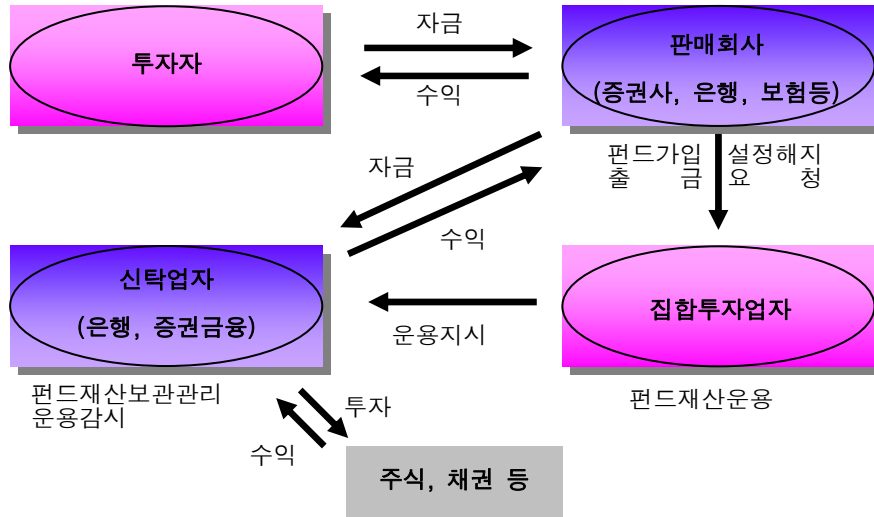 투자자
자금
수익
판매회사
(증권사, 은행, 보험등)
자금
수익
펀드가입
출 금
설정해지
요 청
신탁업자
(은행, 증권금융)
운용지시
집합투자업자
펀드재산보관관리
운용감시
펀드재산운용
투자
수익
주식, 채권 등